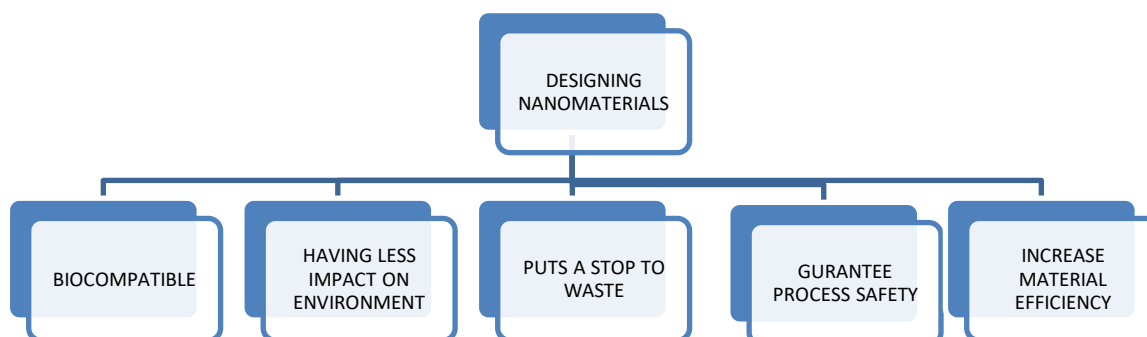 DESIGNING
NANOMATERIALS
BIOCOMPATIBLE
HAVING LESS
IMPACT ON
ENVIRONMENT
PUTS A STOP TO
WASTE
GURANTEE
PROCESS SAFETY
INCREASE
MATERIAL
EFFICIENCY